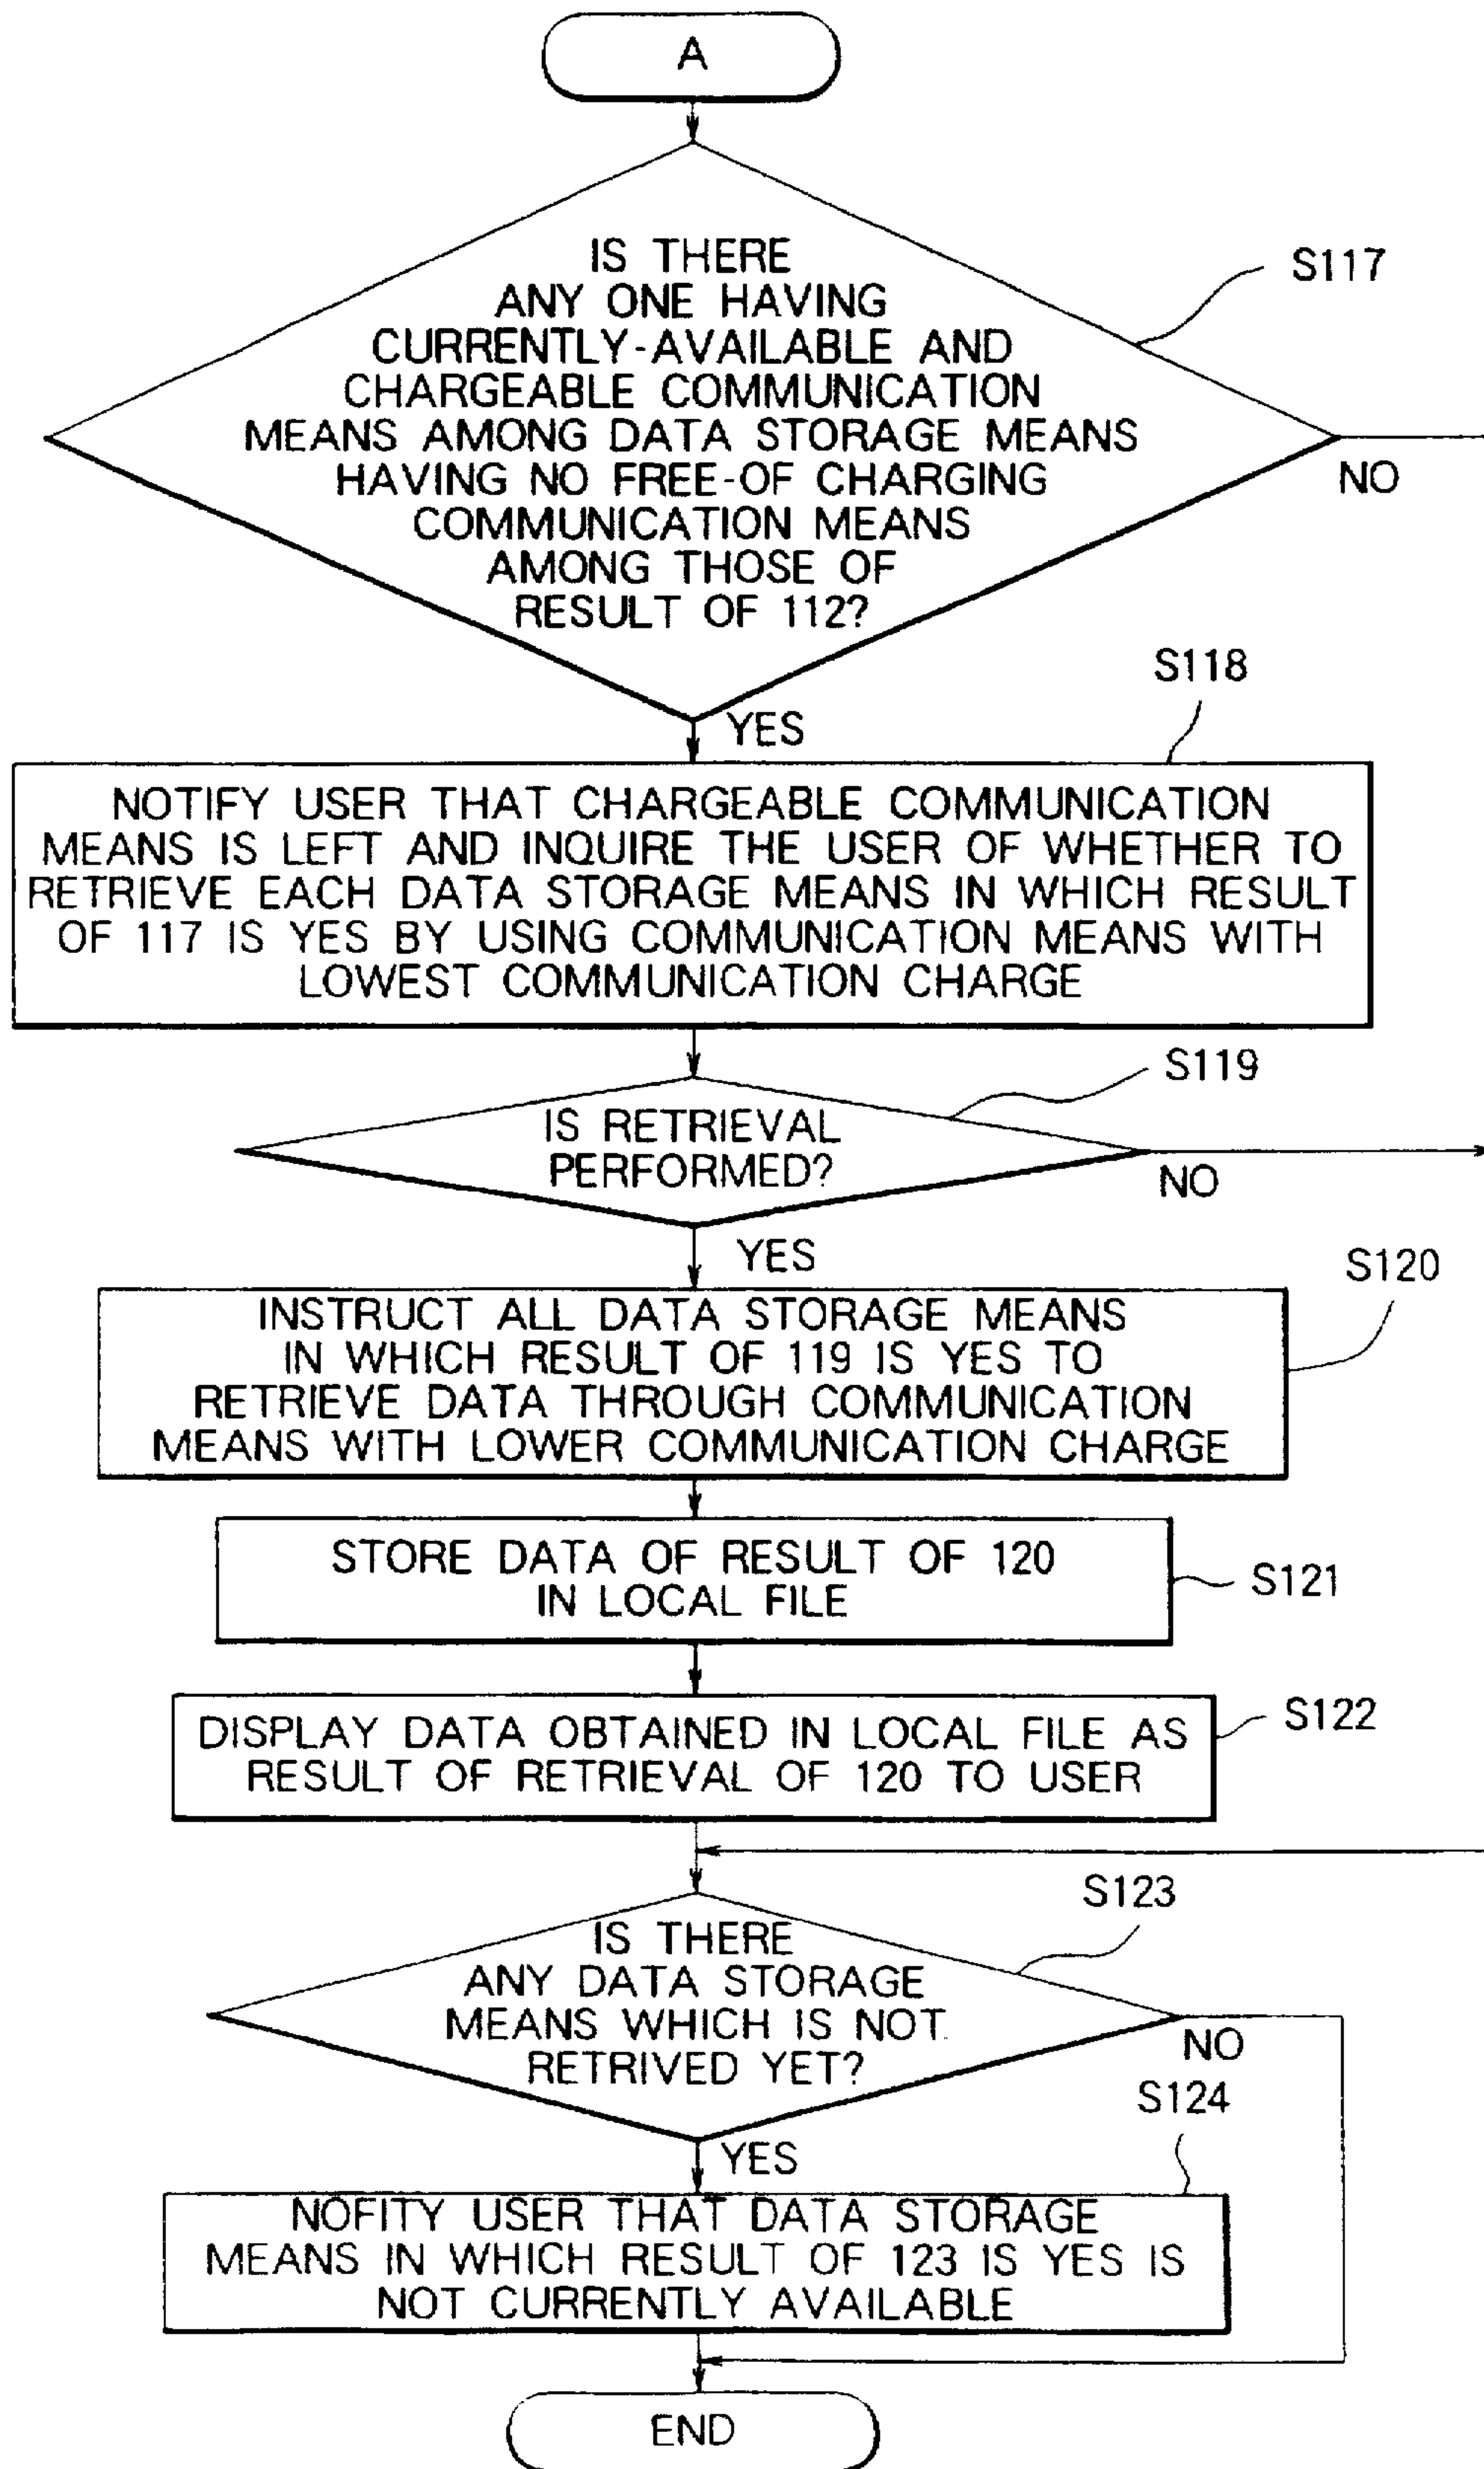 A
IS THERE
ANY ONE HAVING
CURRENTLY-AVAILABLE AND
CHARGEABLE COMMUNICATION
MEANS AMONG DATA STORAGE MEANS
HAVING NO FREE-OF CHARGING
COMMUNICATION MEANS
AMONG THOSE OF
RESULT OF 112?
S117
NO
YES
S118
NOTIFY USER THAT CHARGEABLE COMMUNICATION
MEANS IS LEFT AND INQUIRE THE USER OF WHETHER TO
RETRIEVE EACH DATA STORAGE MEANS IN WHICH RESULT
OF 117 IS YES BY USING COMMUNICATION MEANS WITH
LOWEST COMMUNICATION CHARGE
S119
IS RETRIEVAL
PERFORMED?
NO
YES
S120
INSTRUCT ALL DATA STORAGE MEANS
IN WHICH RESULT OF 119 IS YES TO
RETRIEVE DATA THROUGH COMMUNICATION
MEANS WITH LOWER COMMUNICATION CHARGE
STORE DATA OF RESULT OF 120
IN LOCAL FILE
S121
DISPLAY DATA OBTAINED IN LOCAL FILE AS
RESULT OF RETRIEVAL OF 120 TO USER
S122
S123
IS THERE
ANY DATA STORAGE
MEANS WHICH IS NOT
RETRIVED YET?
NO
YES
S124
NOFITY USER THAT DATA STORAGE
MEANS IN WHICH RESULT OF 123 IS YES IS
NOT CURRENTLY AVAILABLE
END